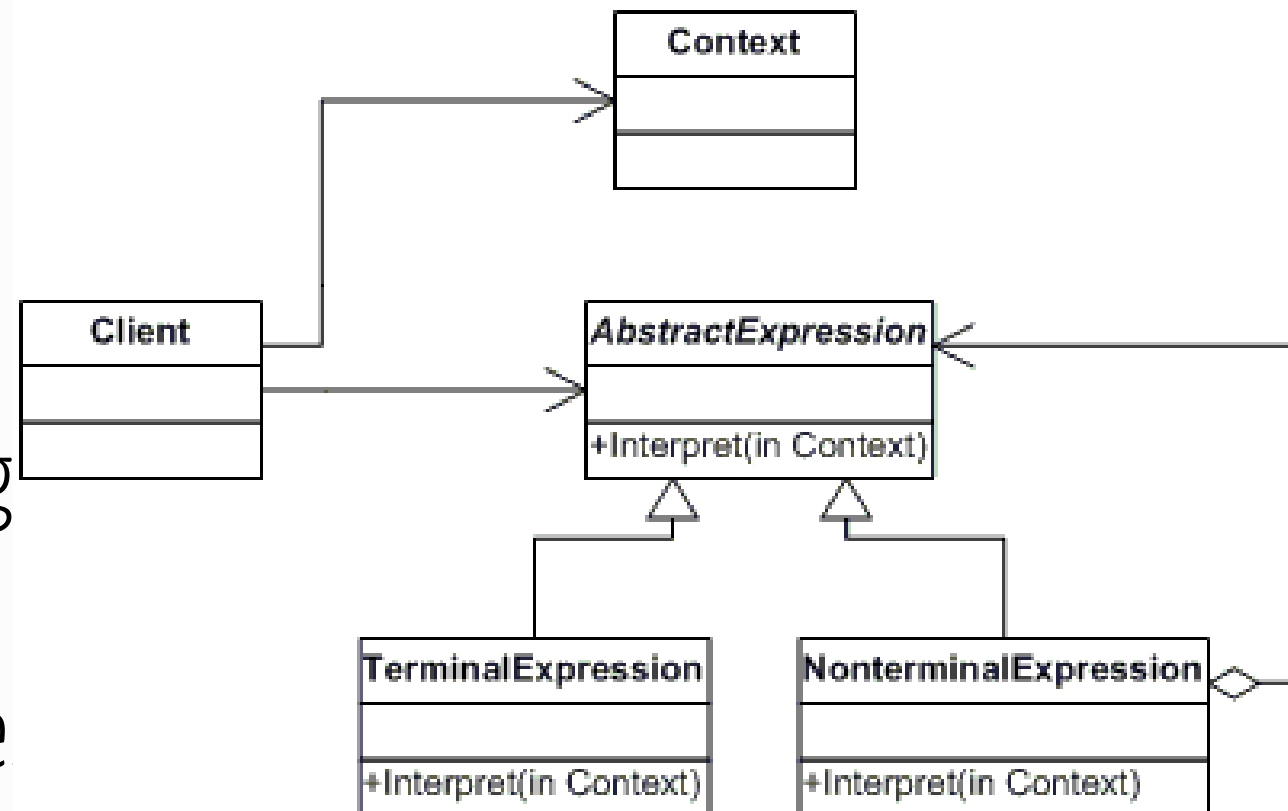 Context
Client
AbstractExpression
+Interpret(in Context)
g
e
TerminalExpression
NonterminalExpression
+Interpret(in Context)
+Interpret(in Context)